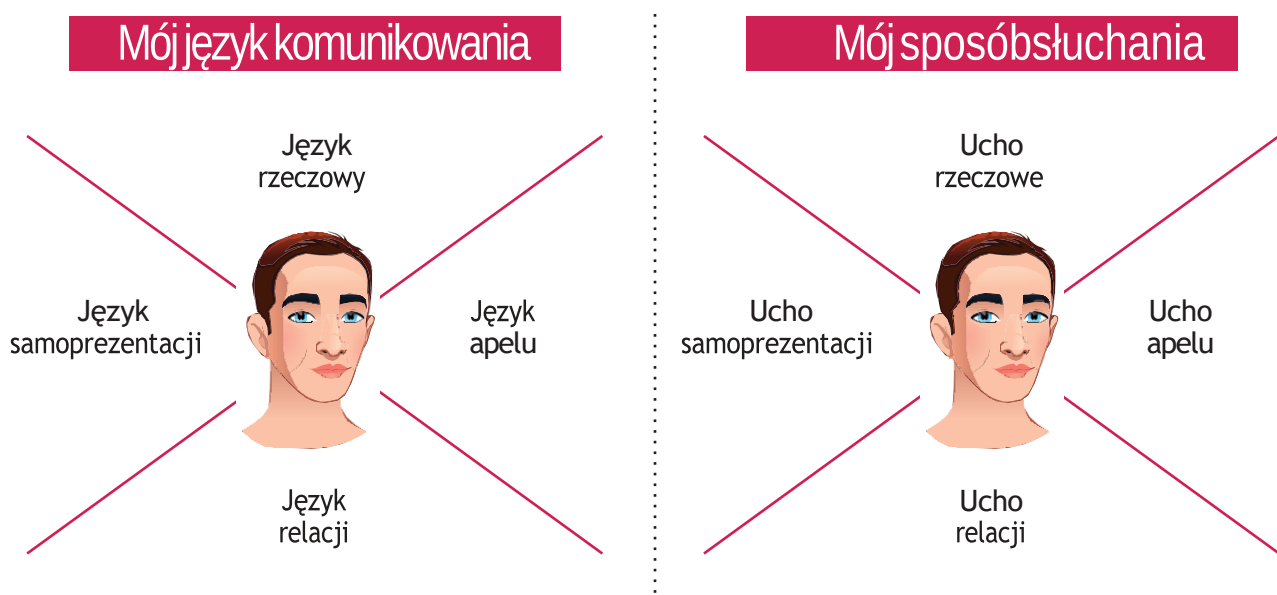 Mój język komunikowania
Język
rzeczowy
Język
samoprezentacji
Język
apelu
Język
relacji
Mój sposóbsłuchania
Ucho
rzeczowe
Ucho
samoprezentacji
Ucho
apelu
Ucho
relacji